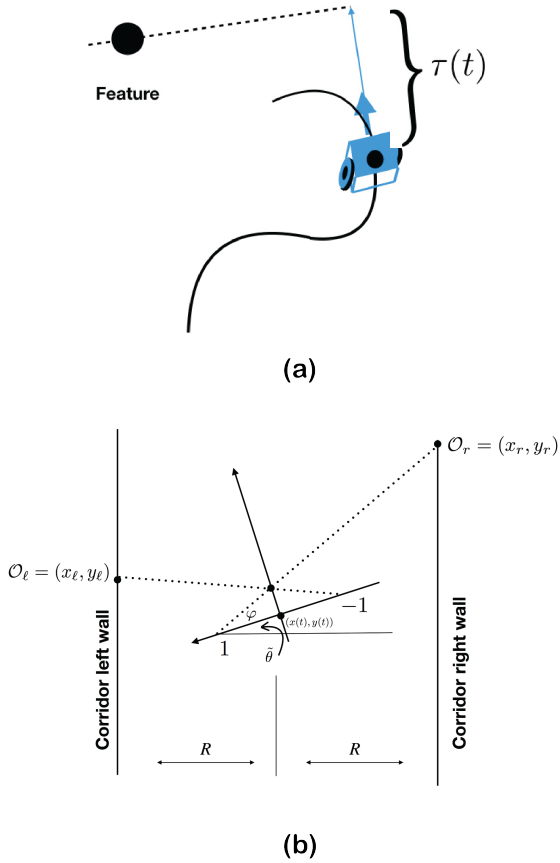 τ(t)
Feature
(a)
𝒪_r = (x_r, y_r)
𝒪_ℓ = (x_ℓ, y_ℓ)
−1
φ
(x(t), y(t))
1
θ̃
Corridor left wall
Corridor right wall
R
R
(b)